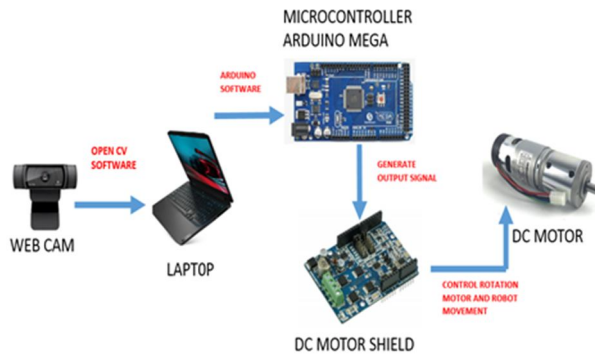 MICROCONTROLLER
ARDUINO MEGA
ARDUINO
SOFTWARE
OPEN CV
SOFTWARE
GENERATE
OUTPUT SIGNAL
WEB CAM
LAPT0P
DC MOTOR
CONTROL ROTATION
MOTOR AND ROBOT
MOVEMENT
DC MOTOR SHIELD